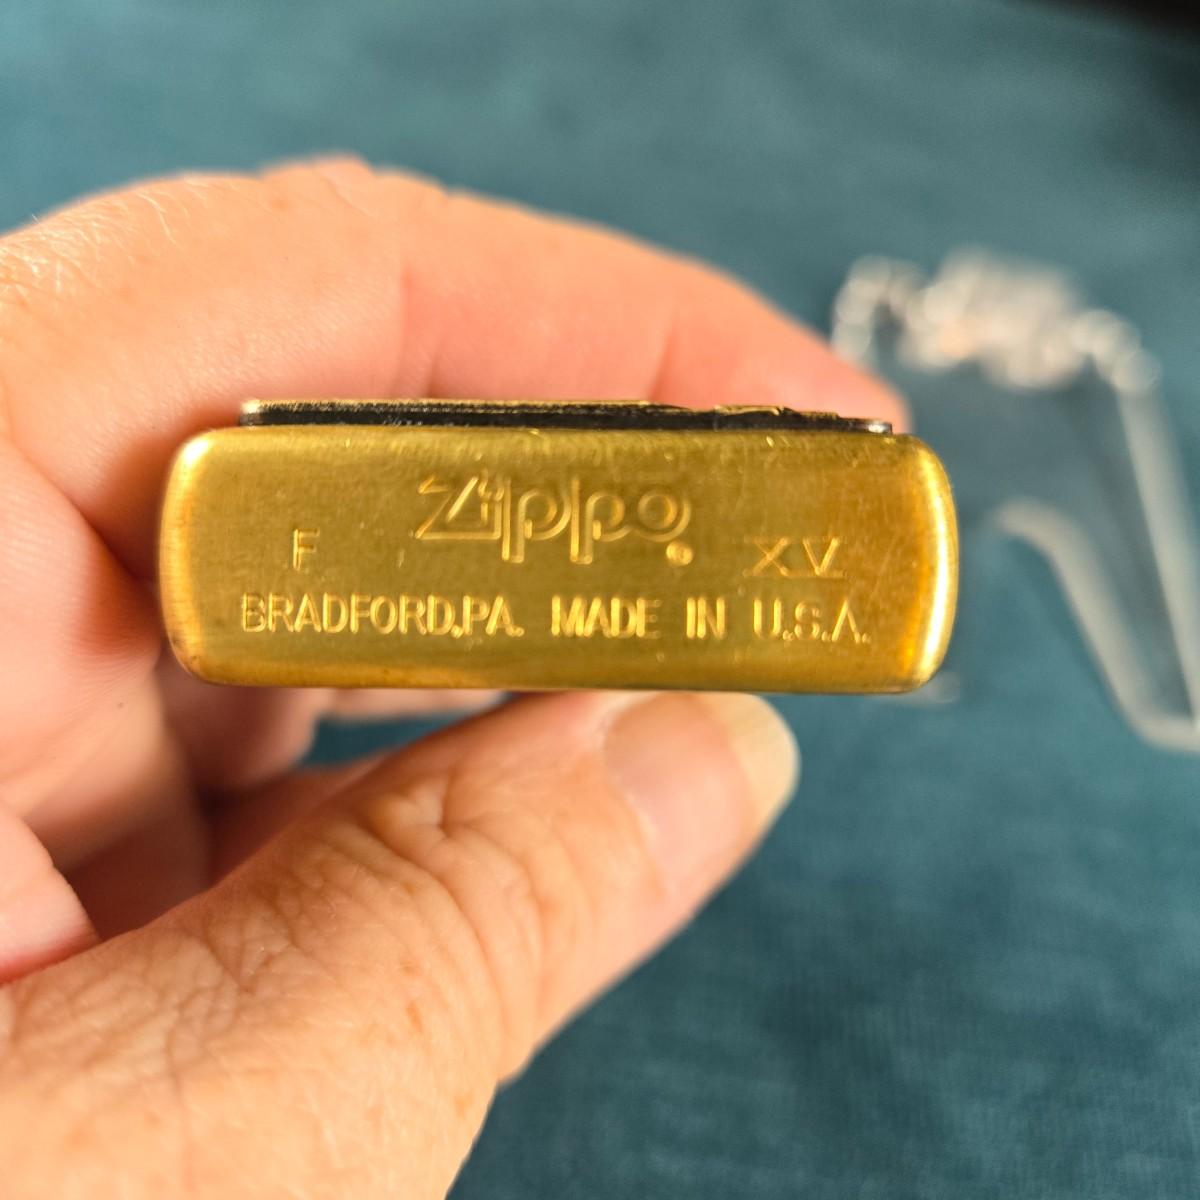 Zippo®
F XV
BRADFORD,PA. MADE IN U.S.A.